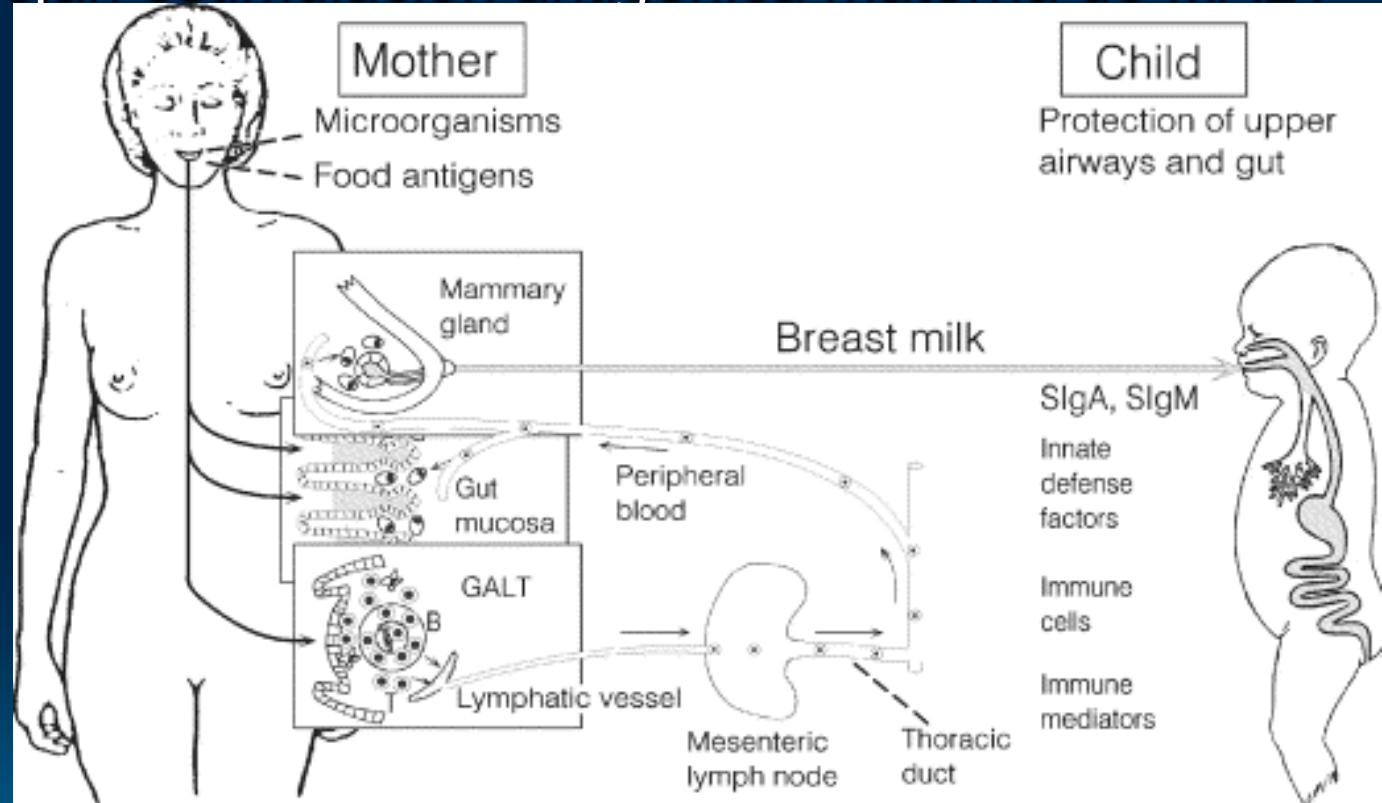 Mother
Microorganisms
Food antigens
Mammary
gland
Gut
mucosa
GALT
B
T
Lymphatic vessel
Peripheral
blood
Mesenteric
lymph node
Thoracic
duct
Breast milk
Child
Protection of upper
airways and gut
SIgA, SIgM
Innate
defense
factors
Immune
cells
Immune
mediators